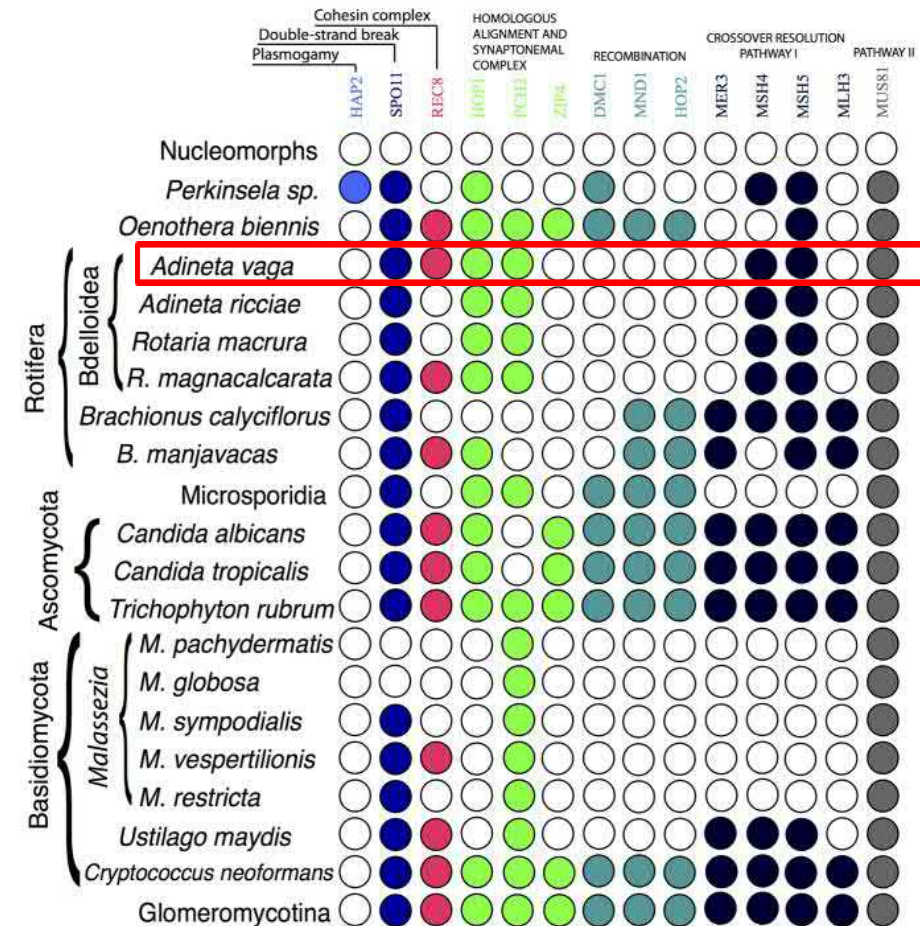 Cohesin complex
Double-strand break
Plasmogamy
HOMOLOGOUS
ALIGNMENT AND
SYNAPTONEMAL
COMPLEX
RECOMBINATION
CROSSOVER RESOLUTION
PATHWAY I
PATHWAY II
HAP2
SPO11
REC8
HOP1
PCH2
ZIP4
DMC1
MND1
HOP2
MER3
MSH4
MSH5
MLH3
MUS81
Nucleomorphs
Perkinsela sp.
Oenothera biennis
Rotifera
Bdelloidea
Adineta vaga
Adineta ricciae
Rotaria macrura
R. magnacalcarata
Brachionus calyciflorus
B. manjavacas
Microsporidia
Ascomycota
Candida albicans
Candida tropicalis
Trichophyton rubrum
Basidiomycota
Malassezia
M. pachydermatis
M. globosa
M. sympodialis
M. vespertilionis
M. restricta
Ustilago maydis
Cryptococcus neoformans
Glomeromycotina